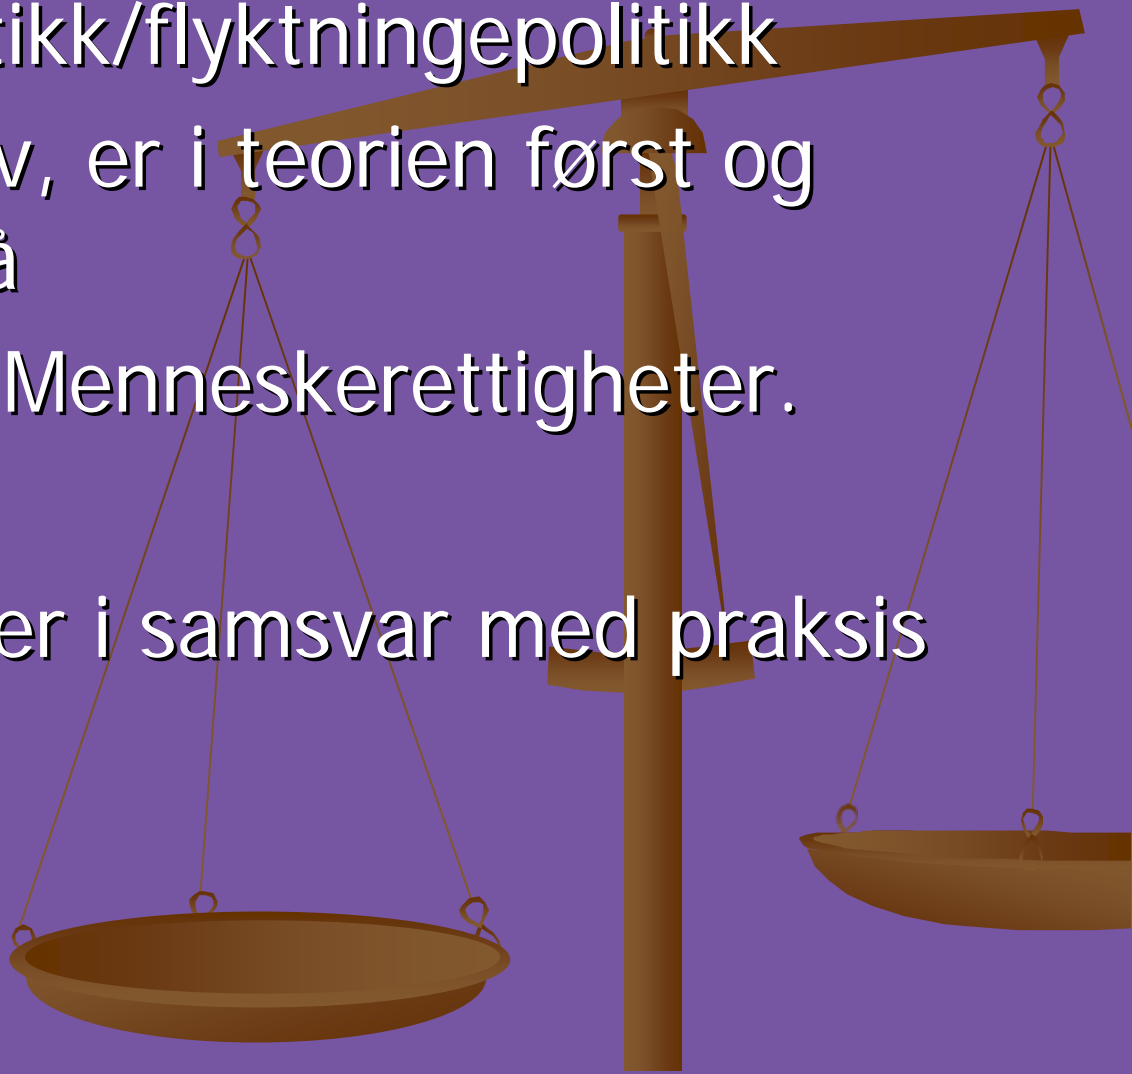 tikk/flyktningepolitikk
v, er i teorien først og
å
Menneskerettigheter.
er i samsvar med praksis